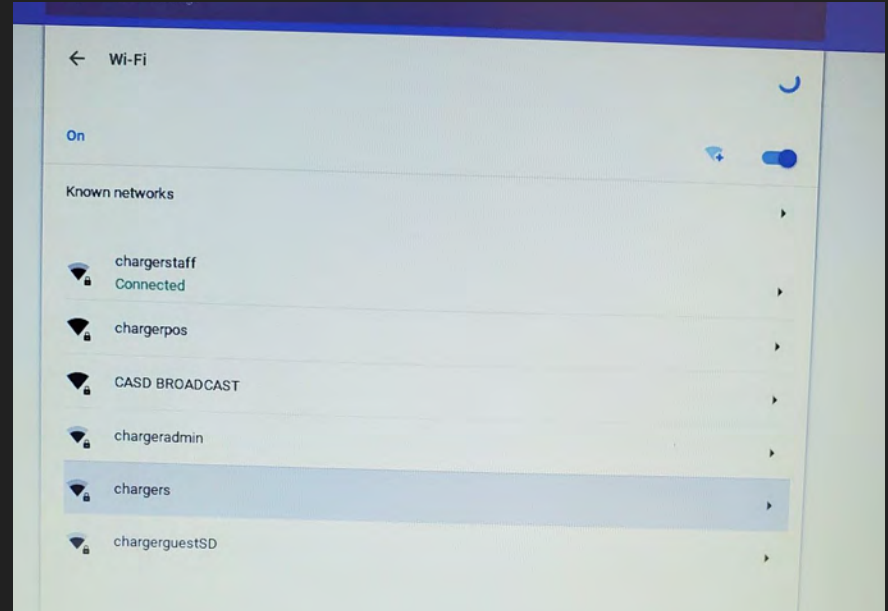 Wi-Fi
On
Known networks
chargerstaff
Connected
chargerpos
CASD BROADCAST
chargeradmin
chargers
chargerguestSD